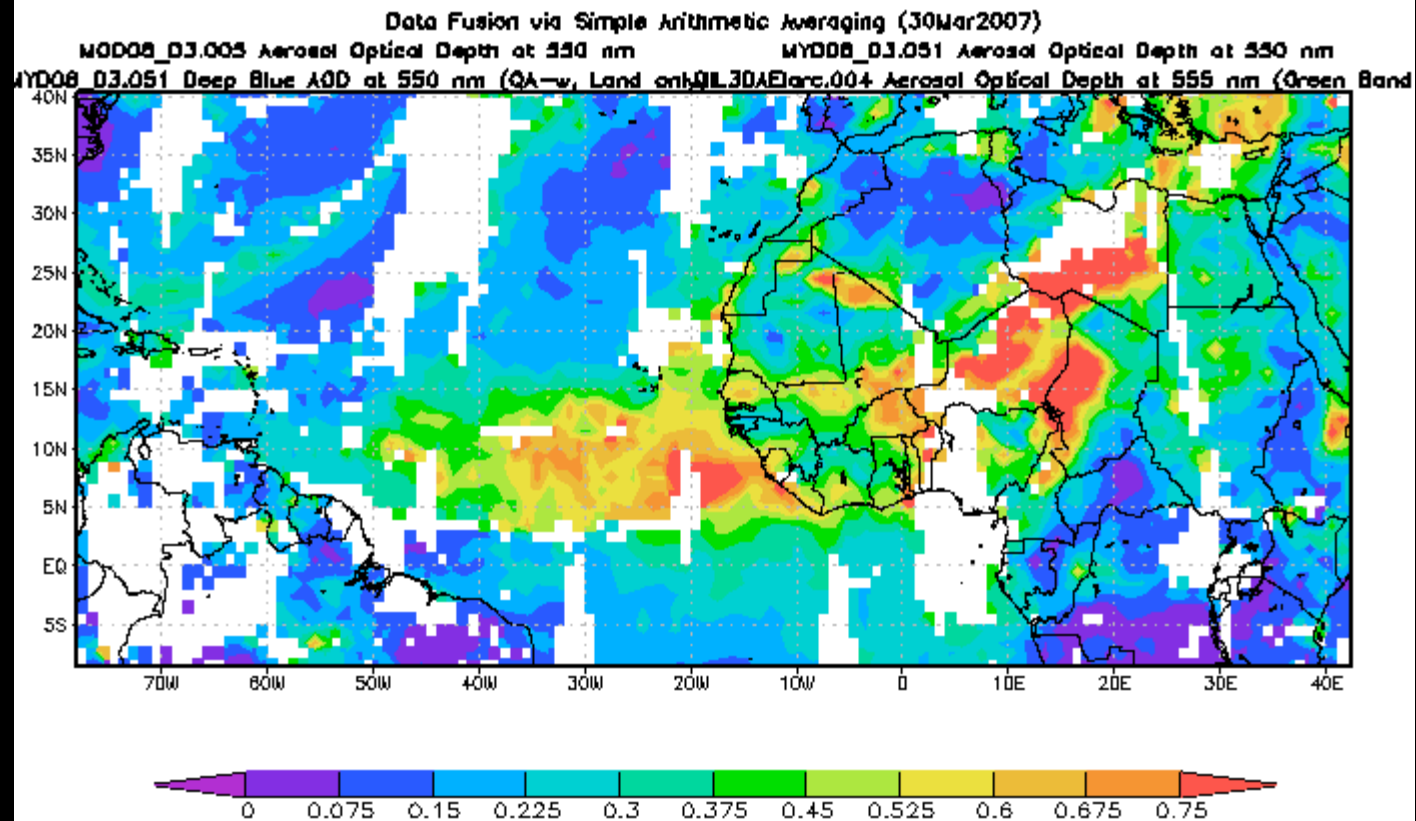 Data Fusion via Simple Arithmetic Averaging (30Mar2007)
MOD08_D3.005 Aerosol Optical Depth at 550 nm MYD08_D3.051 Aerosol Optical Depth at 550 nm
MYD08_D3.051 Deep Blue AOD at 550 nm (QA-w, Land only) .004 Aerosol Optical Depth at 555 nm (Green Band
40N
35N
30N
25N
20N
15N
10N
5N
EQ
5S
70W 60W 50W 40W 30W 20W 10W 0 10E 20E 30E 40E
0 0.075 0.15 0.225 0.3 0.375 0.45 0.525 0.6 0.675 0.75